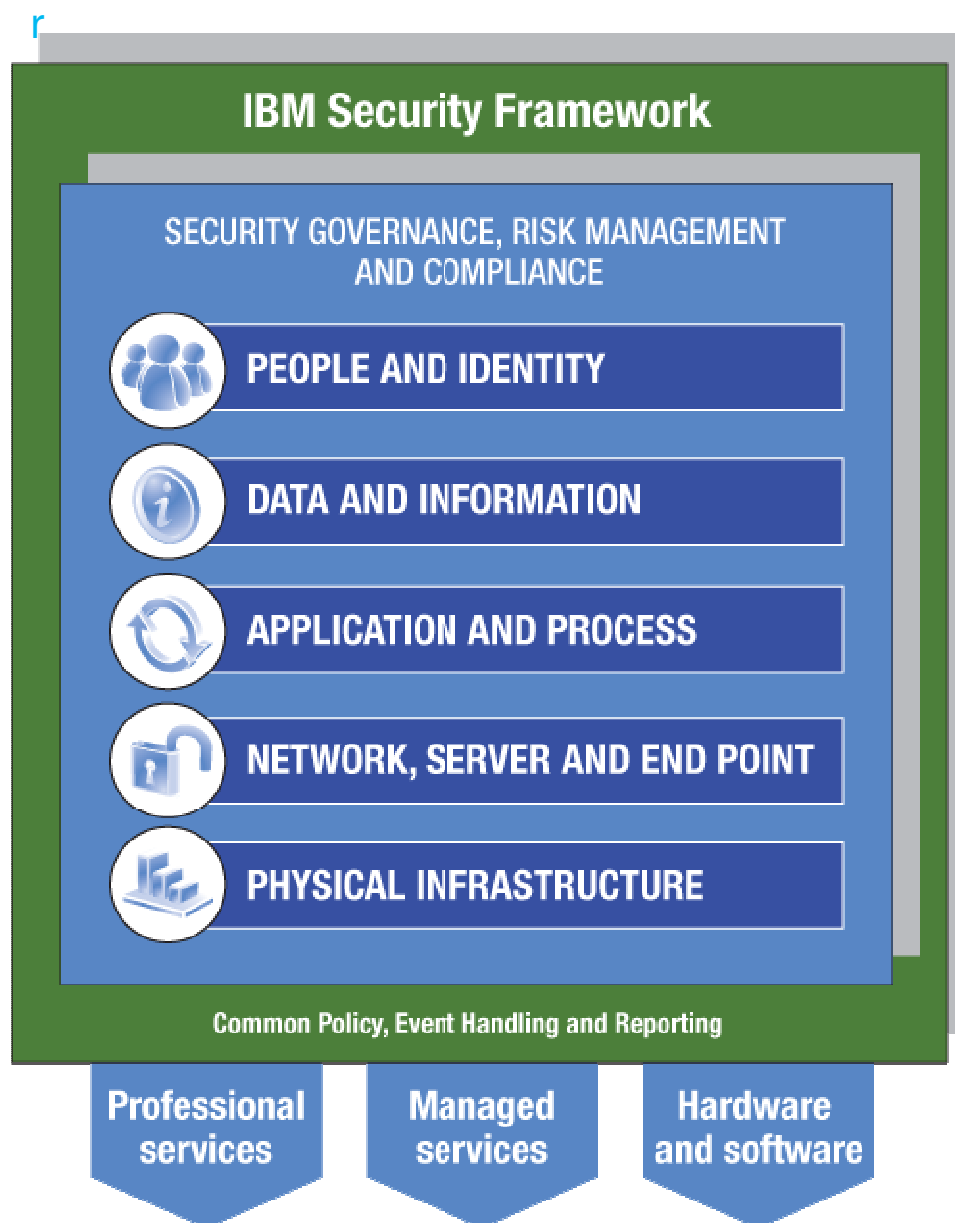 r
IBM Security Framework
SECURITY GOVERNANCE, RISK MANAGEMENT
AND COMPLIANCE
PEOPLE AND IDENTITY
i
DATA AND INFORMATION
APPLICATION AND PROCESS
NETWORK, SERVER AND END POINT
PHYSICAL INFRASTRUCTURE
Common Policy, Event Handling and Reporting
Professional
services
Managed
services
Hardware
and software